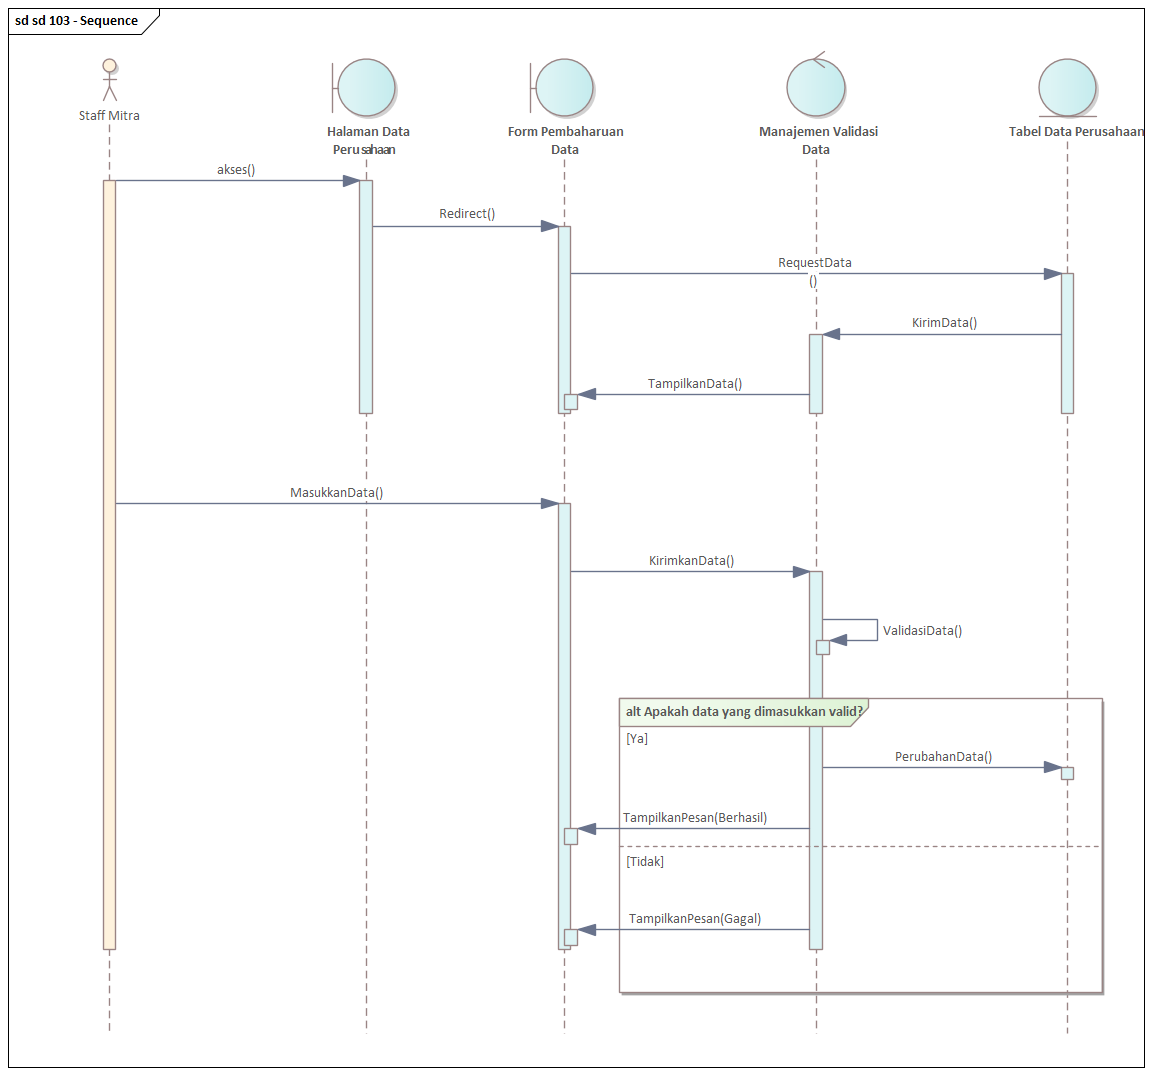 sd sd 103 - Sequence
Staff Mitra
Halaman Data
Perusahaan
Form Pembaharuan
Data
Manajemen Validasi
Data
Tabel Data Perusahaan
akses()
Redirect()
RequestData
()
KirimData()
TampilkanData()
MasukkanData()
KirimkanData()
ValidasiData()
alt Apakah data yang dimasukkan valid?
[Ya]
PerubahanData()
TampilkanPesan(Berhasil)
[Tidak]
TampilkanPesan(Gagal)